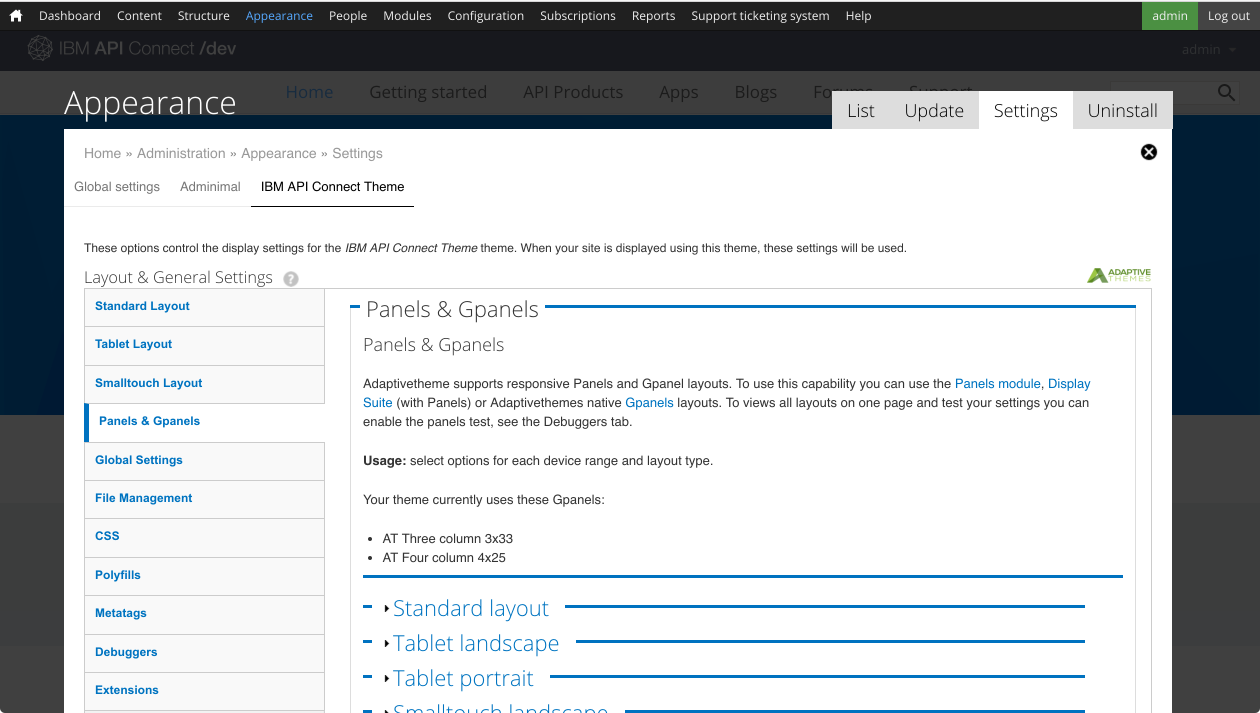 Dashboard Content Structure Appearance People Modules Configuration Subscriptions Reports Support ticketing system Help admin Log out
IBM API Connect /dev admin
Home Getting started API Products Apps Blogs Forums Support
Appearance
List Update Settings Uninstall
Home » Administration » Appearance » Settings
Global settings Adminimal IBM API Connect Theme
These options control the display settings for the IBM API Connect Theme theme. When your site is displayed using this theme, these settings will be used.
Layout & General Settings ?
ADAPTIVE
THEMES
Standard Layout
Tablet Layout
Smalltouch Layout
Panels & Gpanels
Global Settings
File Management
CSS
Polyfills
Metatags
Debuggers
Extensions
Panels & Gpanels
Panels & Gpanels
Adaptivetheme supports responsive Panels and Gpanel layouts. To use this capability you can use the Panels module, Display
Suite (with Panels) or Adaptivethemes native Gpanels layouts. To views all layouts on one page and test your settings you can
enable the panels test, see the Debuggers tab.
Usage: select options for each device range and layout type.
Your theme currently uses these Gpanels:
• AT Three column 3x33
• AT Four column 4x25
Standard layout
Tablet landscape
Tablet portrait
Smalltouch landscape